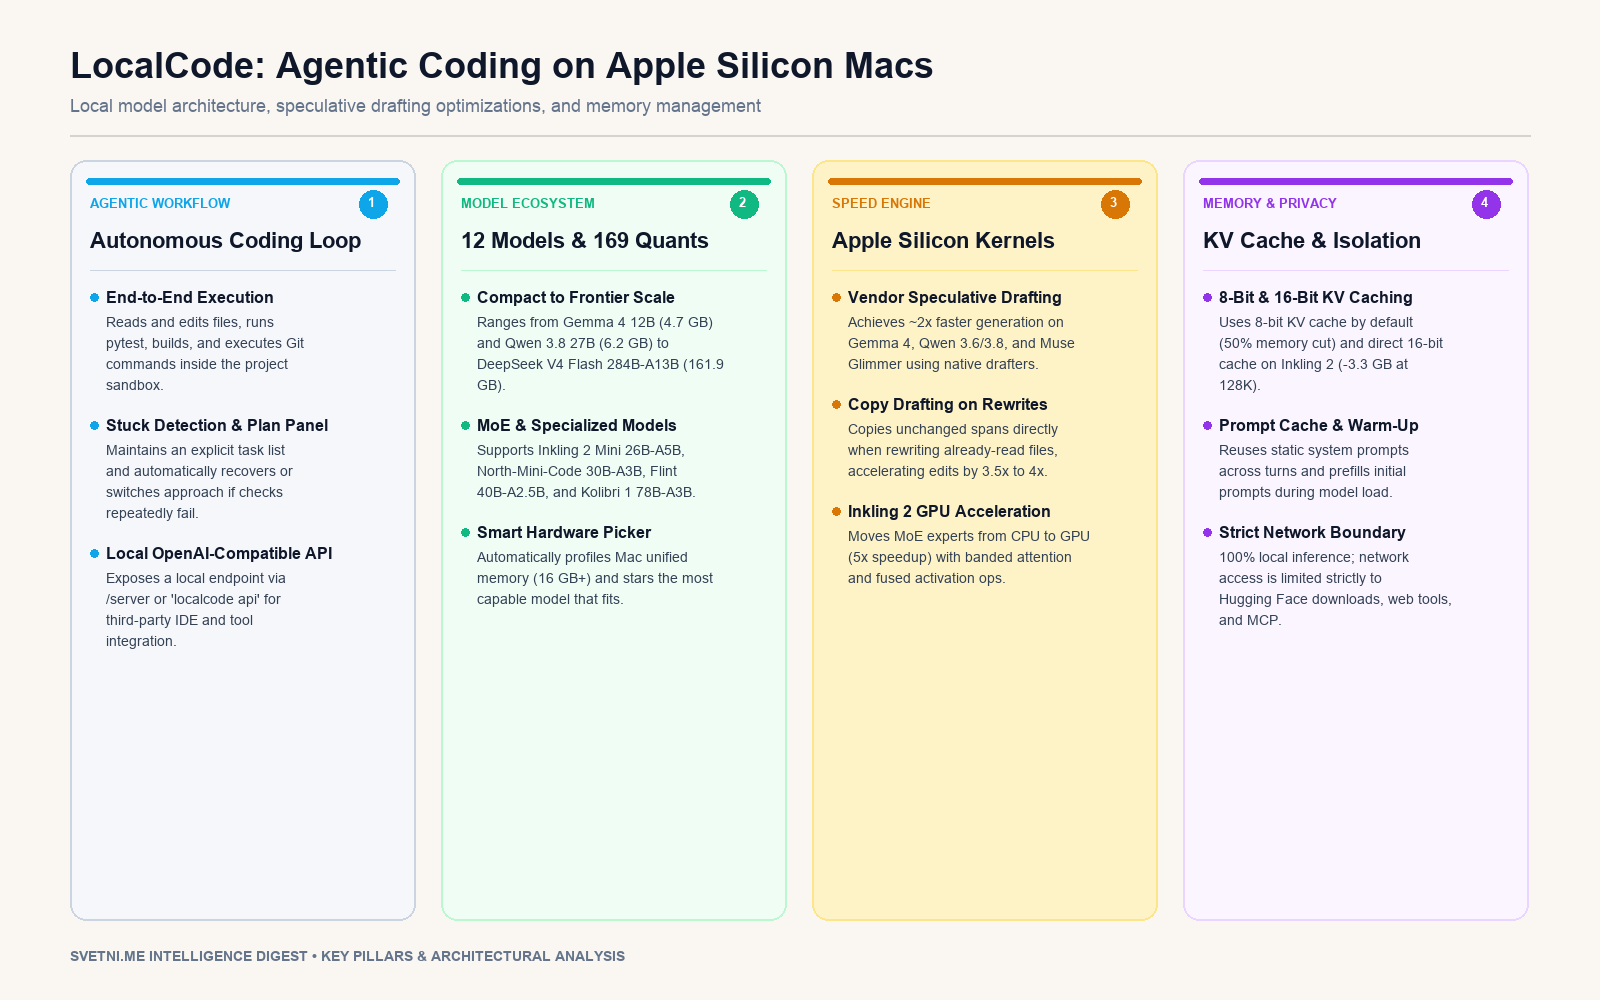 LocalCode: Agentic Coding on Apple Silicon Macs
Local model architecture, speculative drafting optimizations, and memory management
AGENTIC WORKFLOW
1
Autonomous Coding Loop
End-to-End Execution
Reads and edits files, runs
pytest, builds, and executes Git
commands inside the project
sandbox.
Stuck Detection & Plan Panel
Maintains an explicit task list
and automatically recovers or
switches approach if checks
repeatedly fail.
Local OpenAI-Compatible API
Exposes a local endpoint via
/server or 'localcode api' for
third-party IDE and tool
integration.
MODEL ECOSYSTEM
2
12 Models & 169 Quants
Compact to Frontier Scale
Ranges from Gemma 4 12B (4.7 GB)
and Qwen 3.8 27B (6.2 GB) to
DeepSeek V4 Flash 284B-A13B (161.9
GB).
MoE & Specialized Models
Supports Inkling 2 Mini 26B-A5B,
North-Mini-Code 30B-A3B, Flint
40B-A2.5B, and Kolibri 1 78B-A3B.
Smart Hardware Picker
Automatically profiles Mac unified
memory (16 GB+) and stars the most
capable model that fits.
SPEED ENGINE
3
Apple Silicon Kernels
Vendor Speculative Drafting
Achieves ~2x faster generation on
Gemma 4, Qwen 3.6/3.8, and Muse
Glimmer using native drafters.
Copy Drafting on Rewrites
Copies unchanged spans directly
when rewriting already-read files,
accelerating edits by 3.5x to 4x.
Inkling 2 GPU Acceleration
Moves MoE experts from CPU to GPU
(5x speedup) with banded attention
and fused activation ops.
MEMORY & PRIVACY
4
KV Cache & Isolation
8-Bit & 16-Bit KV Caching
Uses 8-bit KV cache by default
(50% memory cut) and direct 16-bit
cache on Inkling 2 (-3.3 GB at
128K).
Prompt Cache & Warm-Up
Reuses static system prompts
across turns and prefills initial
prompts during model load.
Strict Network Boundary
100% local inference; network
access is limited strictly to
Hugging Face downloads, web tools,
and MCP.
SVETNI.ME INTELLIGENCE DIGEST • KEY PILLARS & ARCHITECTURAL ANALYSIS